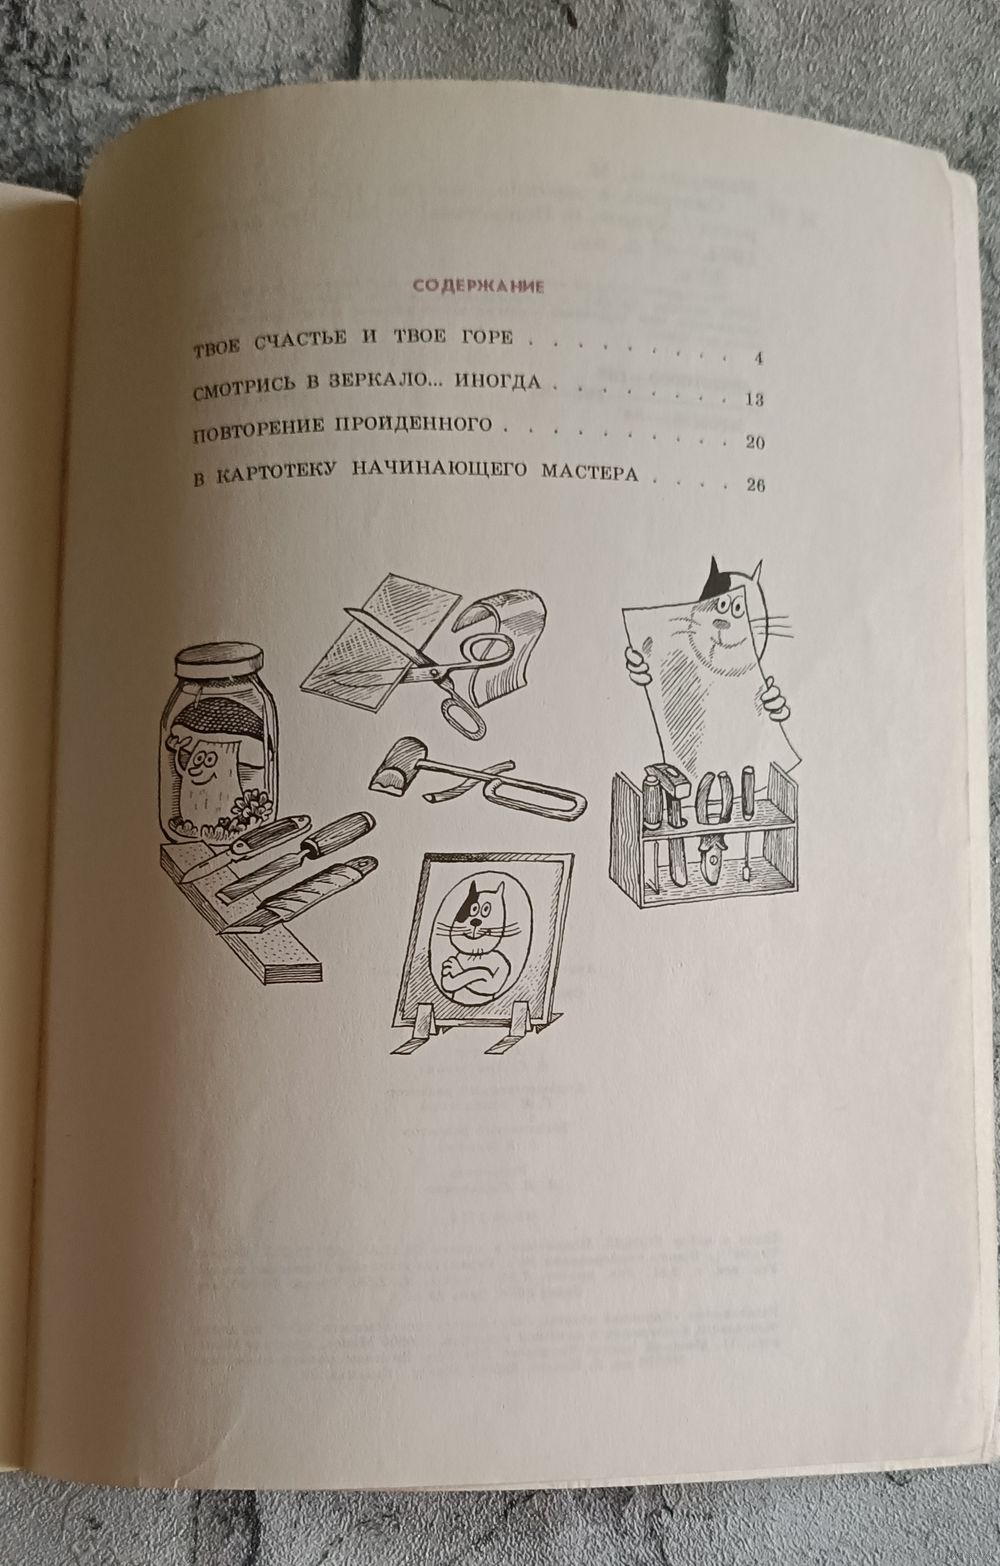 СОДЕРЖАНИЕ
ТВОЕ СЧАСТЬЕ И ТВОЕ ГОРЕ . . . . . . . . . 4
СМОТРИСЬ В ЗЕРКАЛО... ИНОГДА . . . . . . . . 13
ПОВТОРЕНИЕ ПРОЙДЕННОГО . . . . . . . . . . 20
В КАРТОТЕКУ НАЧИНАЮЩЕГО МАСТЕРА . . . . 26